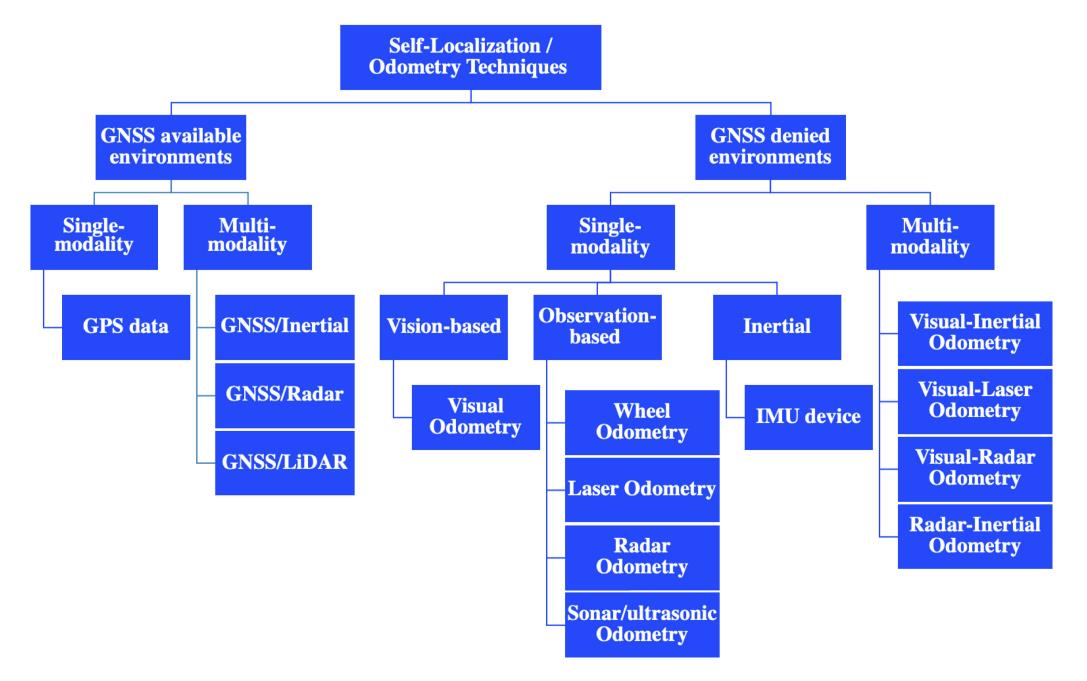 Self-Localization /
Odometry Techniques
GNSS available
environments
GNSS denied
environments
Single-
modality
Multi-
modality
Single-
modality
Multi-
modality
GPS data
GNSS/Inertial
GNSS/Radar
GNSS/LiDAR
Vision-based
Observation-
based
Inertial
Visual
Odometry
Wheel
Odometry
Laser Odometry
Radar
Odometry
Sonar/ultrasonic
Odometry
IMU device
Visual-Inertial
Odometry
Visual-Laser
Odometry
Visual-Radar
Odometry
Radar-Inertial
Odometry